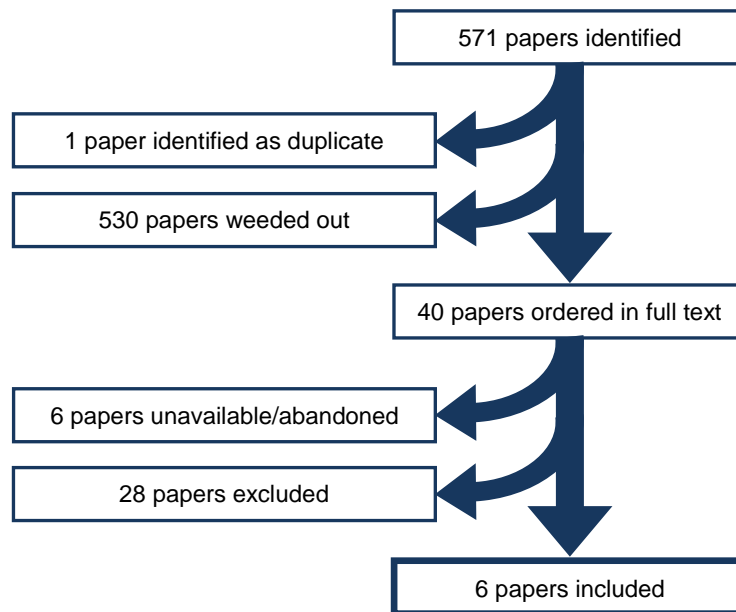 571 papers identified
1 paper identified as duplicate
530 papers weeded out
40 papers ordered in full text
6 papers unavailable/abandoned
28 papers excluded
6 papers included